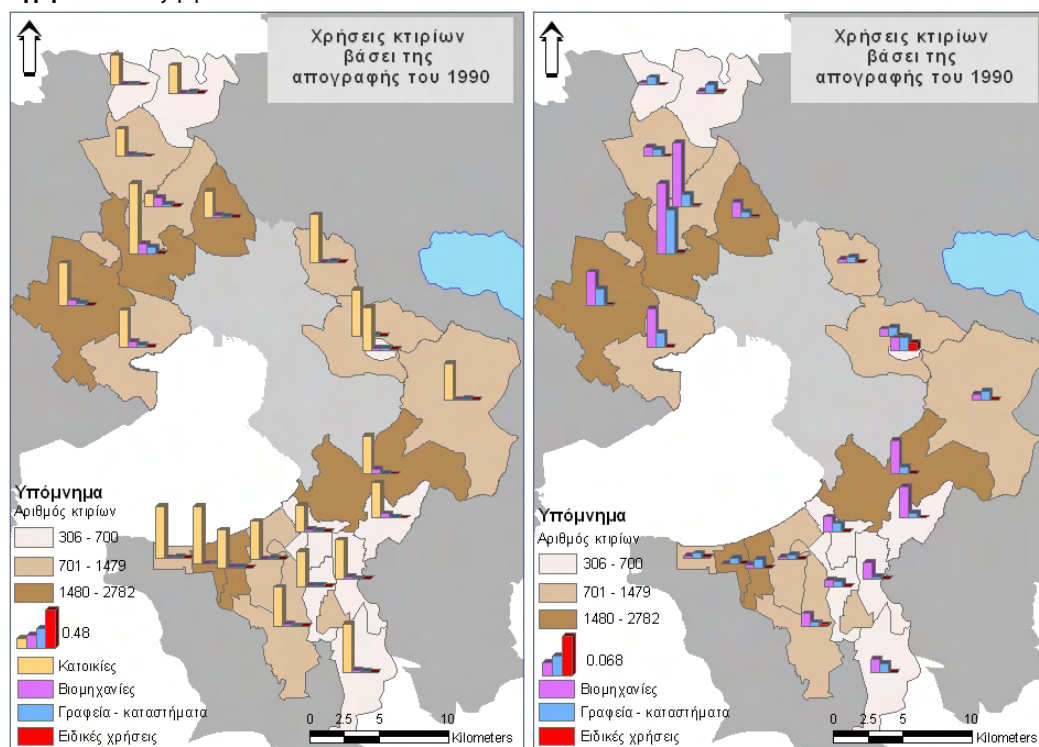 Χρήσεις κτιρίων
βάσει της
απογραφής του 1990
Υπόμνημα
Αριθμός κτιρίων
306 - 700
701 - 1479
1480 - 2782
0.48
Κατοικίες
Βιομηχανίες
Γραφεία - καταστήματα
Ειδικές χρήσεις
0 2.5 5 10
Kilometers
Χρήσεις κτιρίων
βάσει της
απογραφής του 1990
Υπόμνημα
Αριθμός κτιρίων
306 - 700
701 - 1479
1480 - 2782
0.068
Βιομηχανίες
Γραφεία - καταστήματα
Ειδικές χρήσεις
0 2.5 5 10
Kilometers